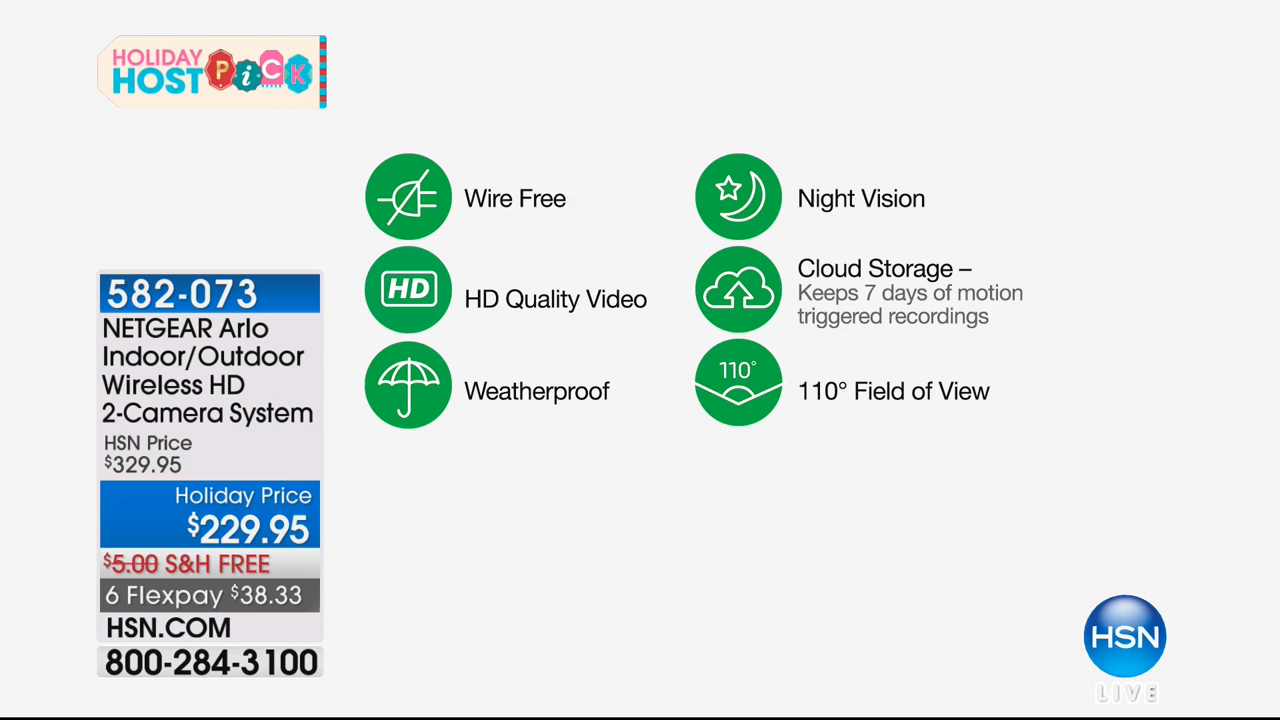 HOLIDAY
HOST PiCK
Wire Free
Night Vision
HD
HD Quality Video
Cloud Storage –
Keeps 7 days of motion
triggered recordings
Weatherproof
110°
110° Field of View
582-073
NETGEAR Arlo
Indoor/Outdoor
Wireless HD
2-Camera System
HSN Price
$329.95
Holiday Price
$229.95
$5.00 S&H FREE
6 Flexpay $38.33
HSN.COM
800-284-3100
HSN
LIVE